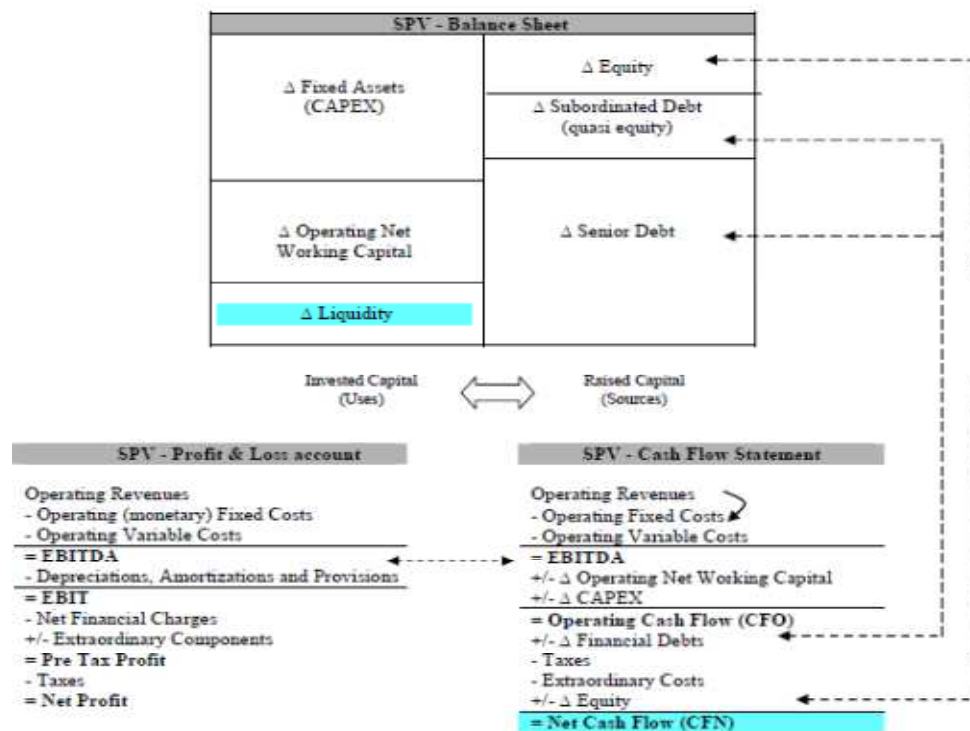 SPV - Balance Sheet
Δ Fixed Assets
(CAPEX)
Δ Operating Net
Working Capital
Δ Liquidity
Δ Equity
Δ Subordinated Debt
(quasi equity)
Δ Senior Debt
Invested Capital
(Uses)
Raised Capital
(Sources)
SPV - Profit & Loss account
Operating Revenues
- Operating (monetary) Fixed Costs
- Operating Variable Costs
= EBITDA
- Depreciations, Amortizations and Provisions
= EBIT
- Net Financial Charges
+/- Extraordinary Components
= Pre Tax Profit
- Taxes
= Net Profit
SPV - Cash Flow Statement
Operating Revenues
- Operating Fixed Costs
- Operating Variable Costs
= EBITDA
+/- Δ Operating Net Working Capital
+/- Δ CAPEX
= Operating Cash Flow (CFO)
+/- Δ Financial Debts
- Taxes
- Extraordinary Costs
+/- Δ Equity
= Net Cash Flow (CFN)